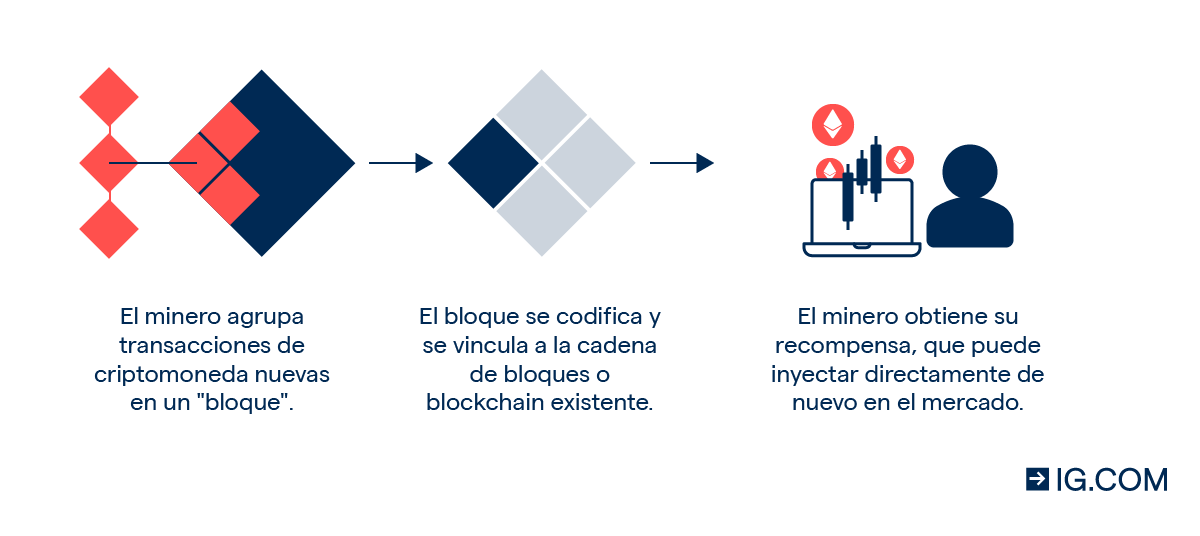 El minero agrupa
transacciones de
criptomoneda nuevas
en un "bloque".
El bloque se codifica y
se vincula a la cadena
de bloques o
blockchain existente.
El minero obtiene su
recompensa, que puede
inyectar directamente de
nuevo en el mercado.
IG.COM